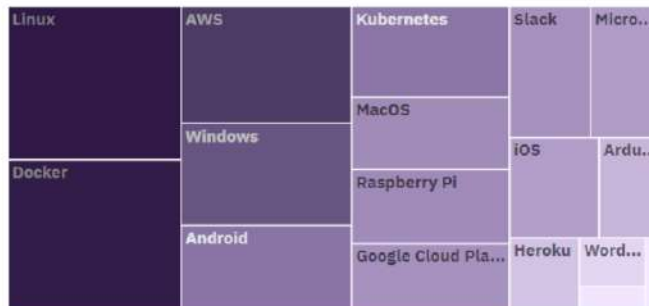 Linux
Docker
AWS
Windows
Android
Kubernetes
MacOS
Raspberry Pi
Google Cloud Pla...
Slack
Micro...
iOS
Ardu...
Heroku
Word...